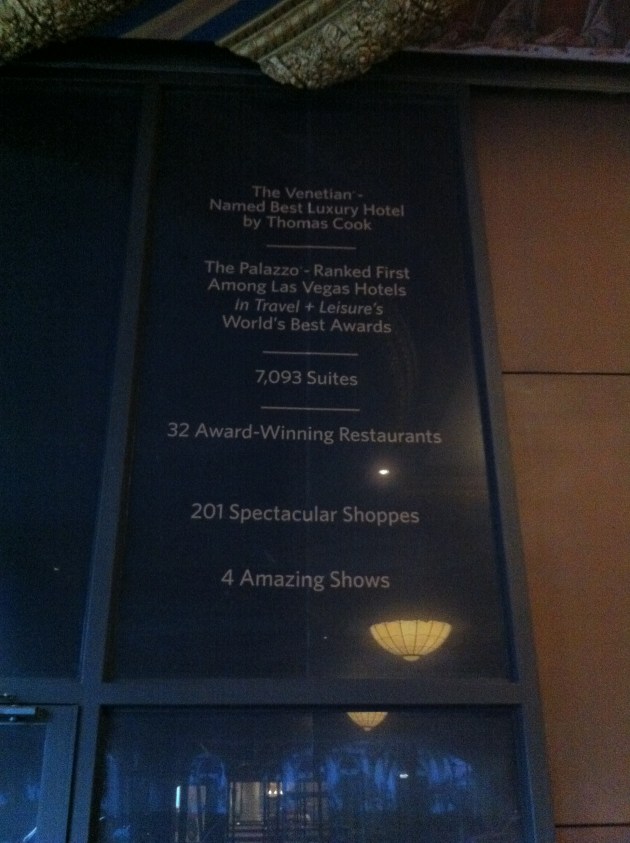 The Venetian® -
Named Best Luxury Hotel
by Thomas Cook
The Palazzo® - Ranked First
Among Las Vegas Hotels
In Travel + Leisure's
World's Best Awards
7,093 Suites
32 Award-Winning Restaurants
201 Spectacular Shoppes
4 Amazing Shows